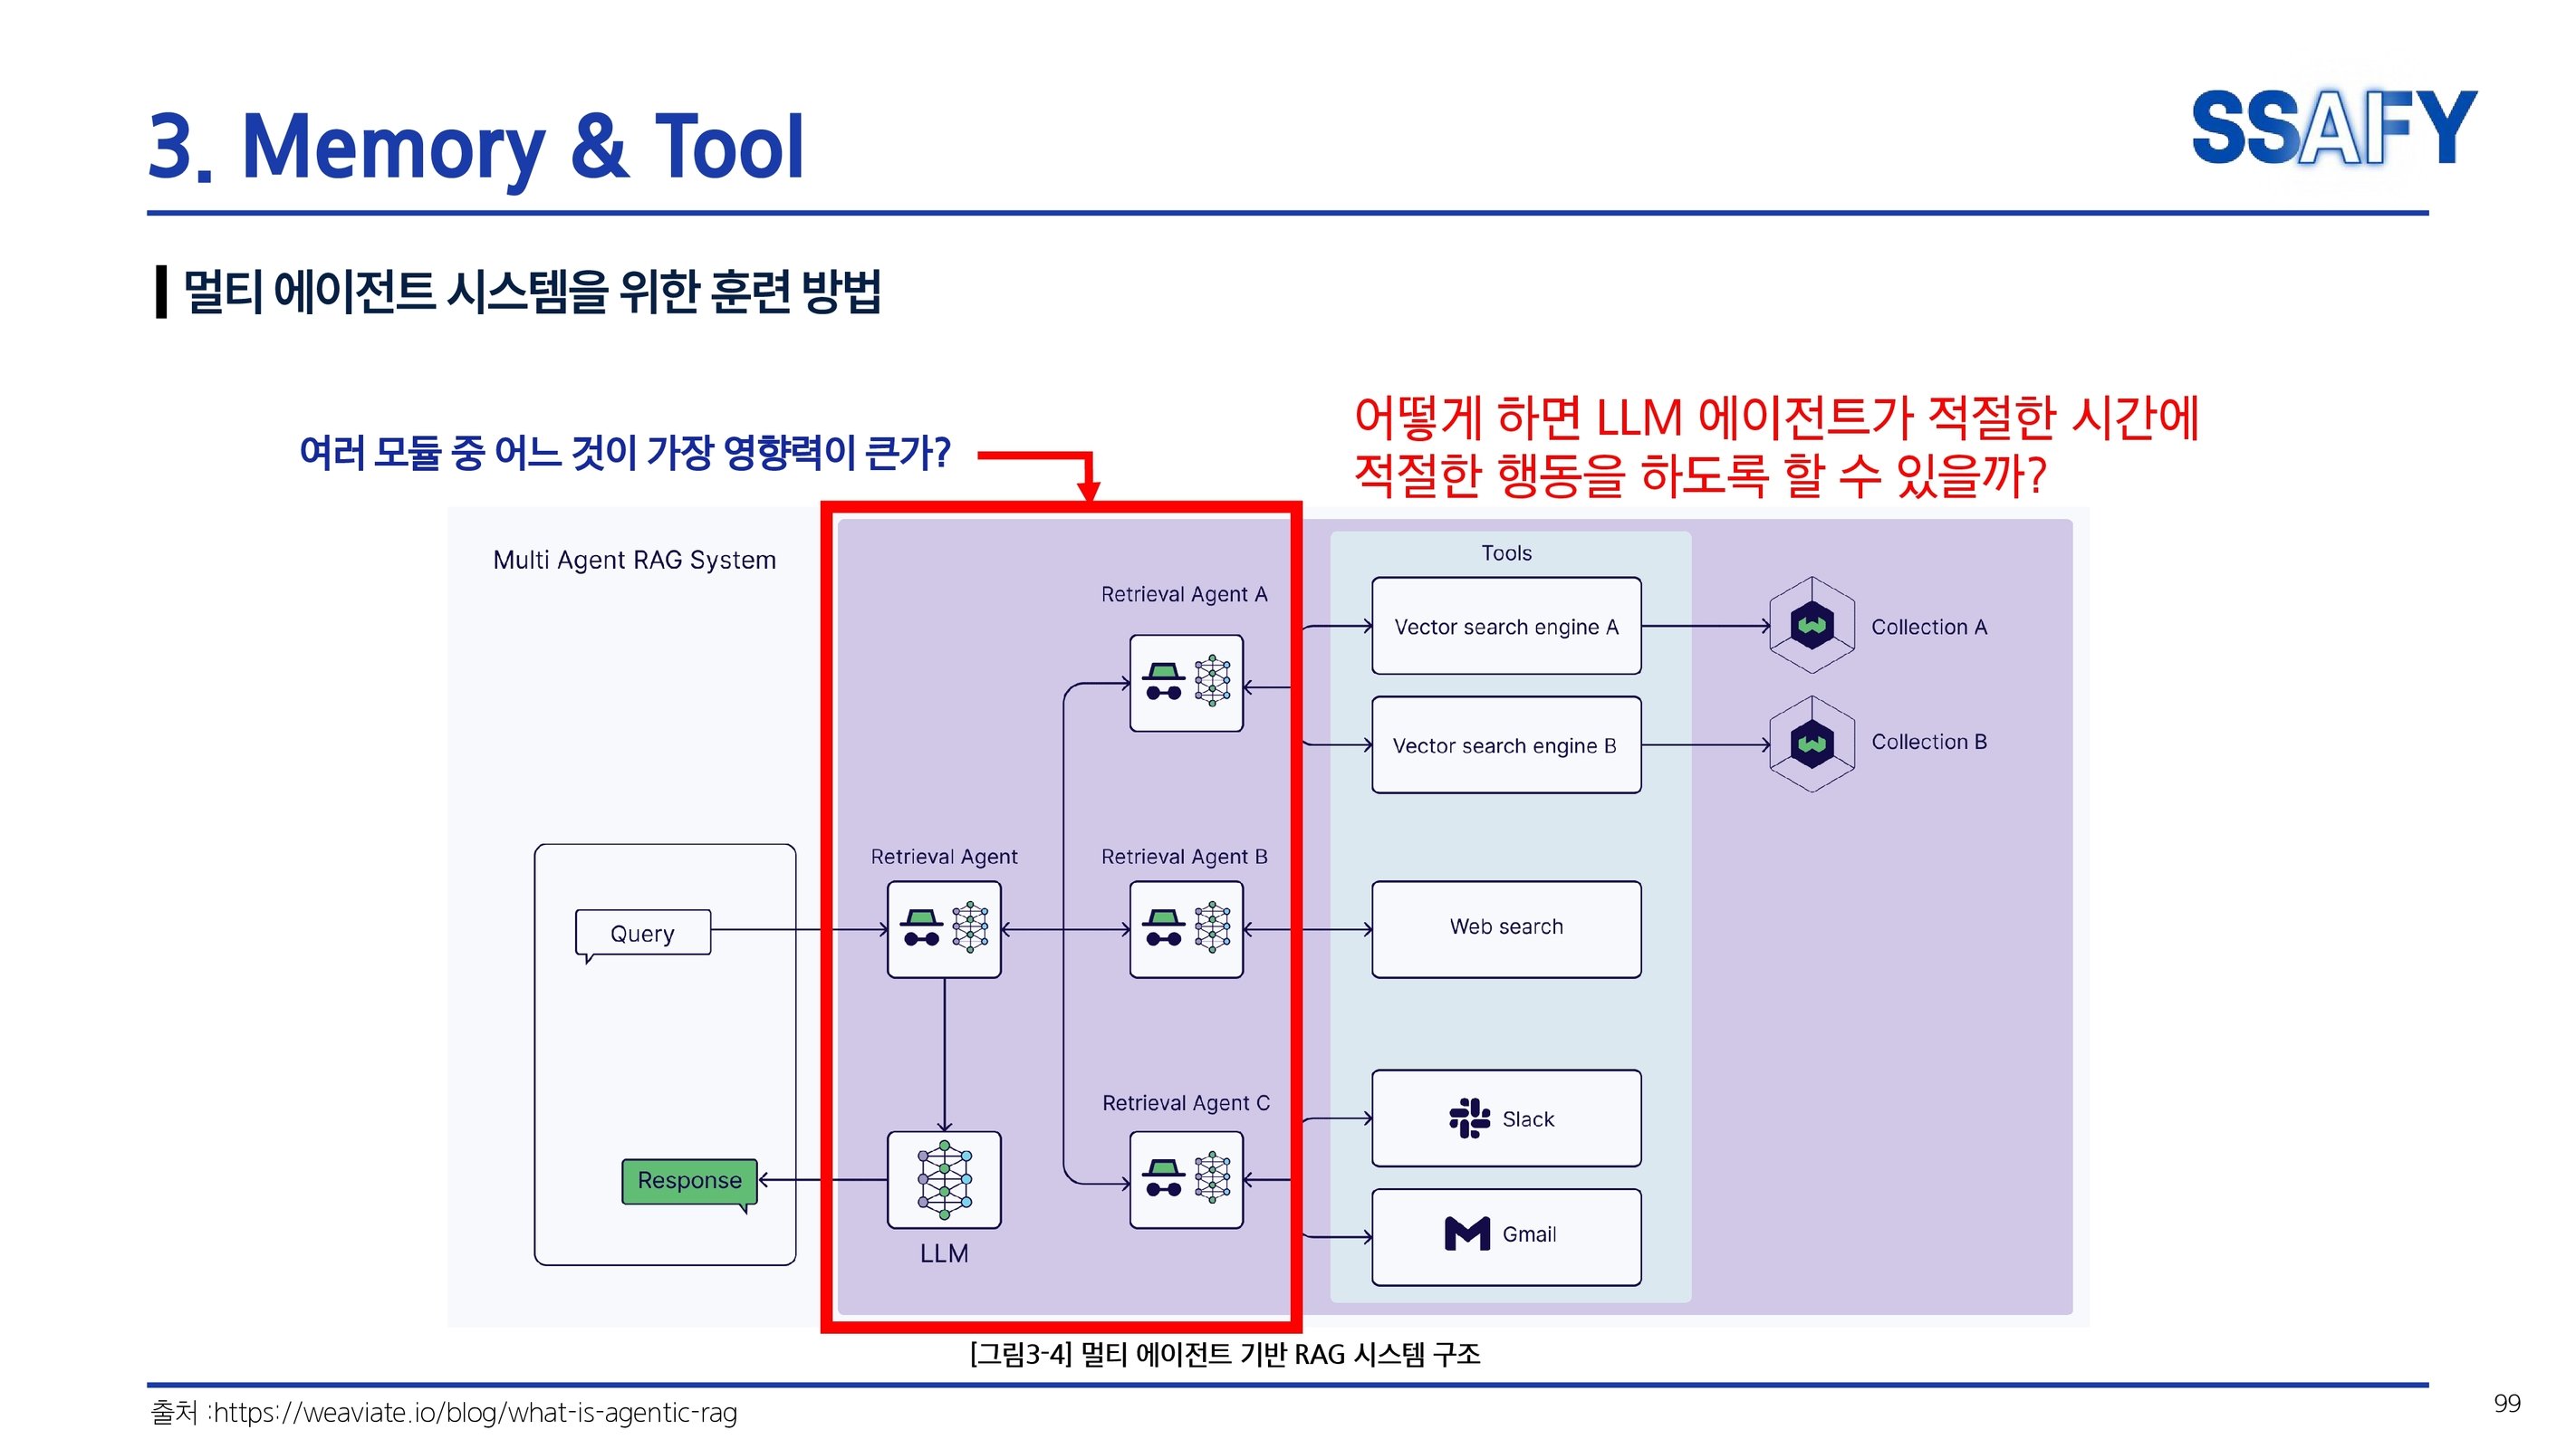 3. Memory & Tool
SSAFY
멀티 에이전트 시스템을 위한 훈련 방법
여러 모듈 중 어느 것이 가장 영향력이 큰가?
어떻게 하면 LLM 에이전트가 적절한 시간에
적절한 행동을 하도록 할 수 있을까?
Multi Agent RAG System
Tools
Retrieval Agent A
Vector search engine A
Collection A
Vector search engine B
Collection B
Retrieval Agent
Retrieval Agent B
Query
Web search
Retrieval Agent C
Slack
Response
Gmail
LLM
[그림3-4] 멀티 에이전트 기반 RAG 시스템 구조
출처 :https://weaviate.io/blog/what-is-agentic-rag
99